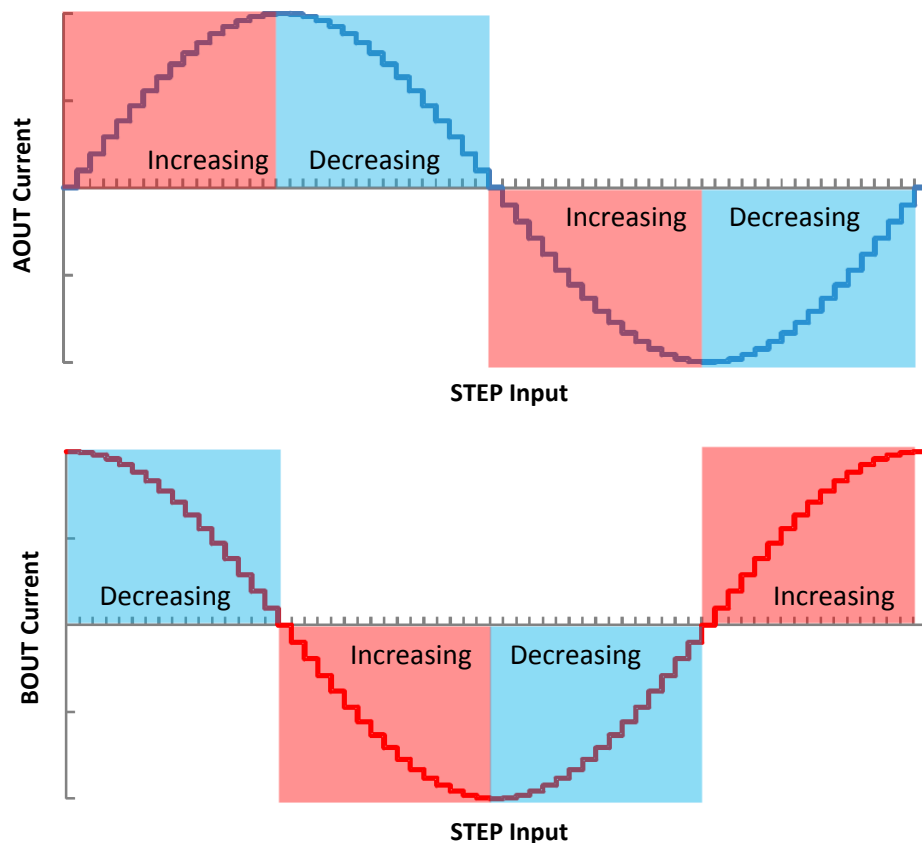 AOUT Current
Increasing
Decreasing
Increasing
Decreasing
STEP Input
BOUT Current
Decreasing
Increasing
Decreasing
Increasing
STEP Input